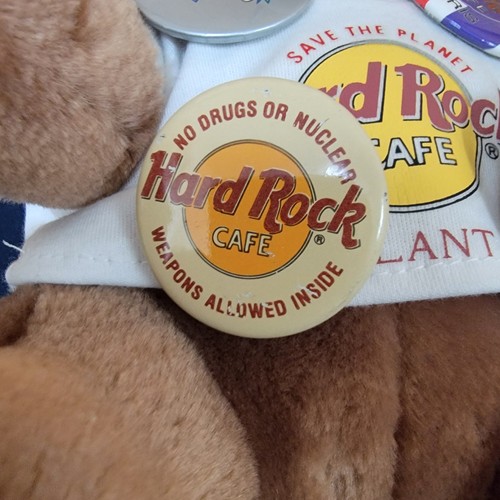 SAVE THE PLANET
Hard Rock
CAFE
®
LANT
NO DRUGS OR NUCLEAR
Hard Rock
CAFE
®
WEAPONS ALLOWED INSIDE